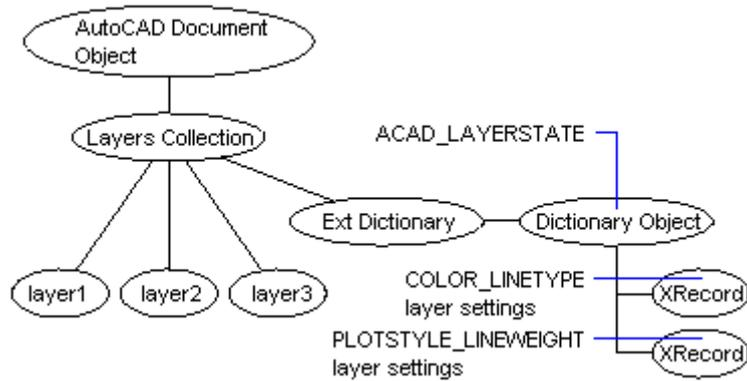 AutoCAD Document
Object
Layers Collection
ACAD_LAYERSTATE
Ext Dictionary
Dictionary Object
layer1
layer2
layer3
COLOR_LINETYPE
layer settings
XRecord
PLOTSTYLE_LINEWEIGHT
layer settings
XRecord